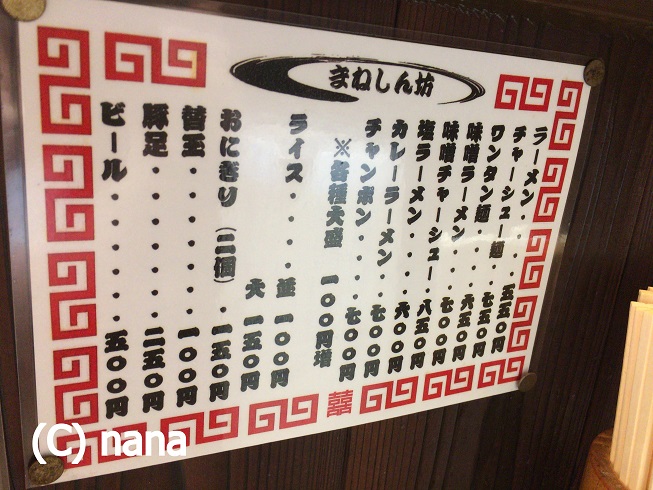 まねしん坊
ラーメン・・・・五五〇円
チャーシュー麺・七五〇円
ワンタン麺・・・六五〇円
味噌ラーメン・・七〇〇円
味噌チャーシュー・八五〇円
塩ラーメン・・・六〇〇円
カレーラーメン・・七〇〇円
チャンポン・・・・七〇〇円
※各種大盛 一〇〇円増
ライス・・・・並一〇〇円
大一五〇円
おにぎり(二個)・一五〇円
替玉・・・・・・一〇〇円
豚足・・・・・・二五〇円
ビール・・・・・・五〇〇円
囍
(C) nana